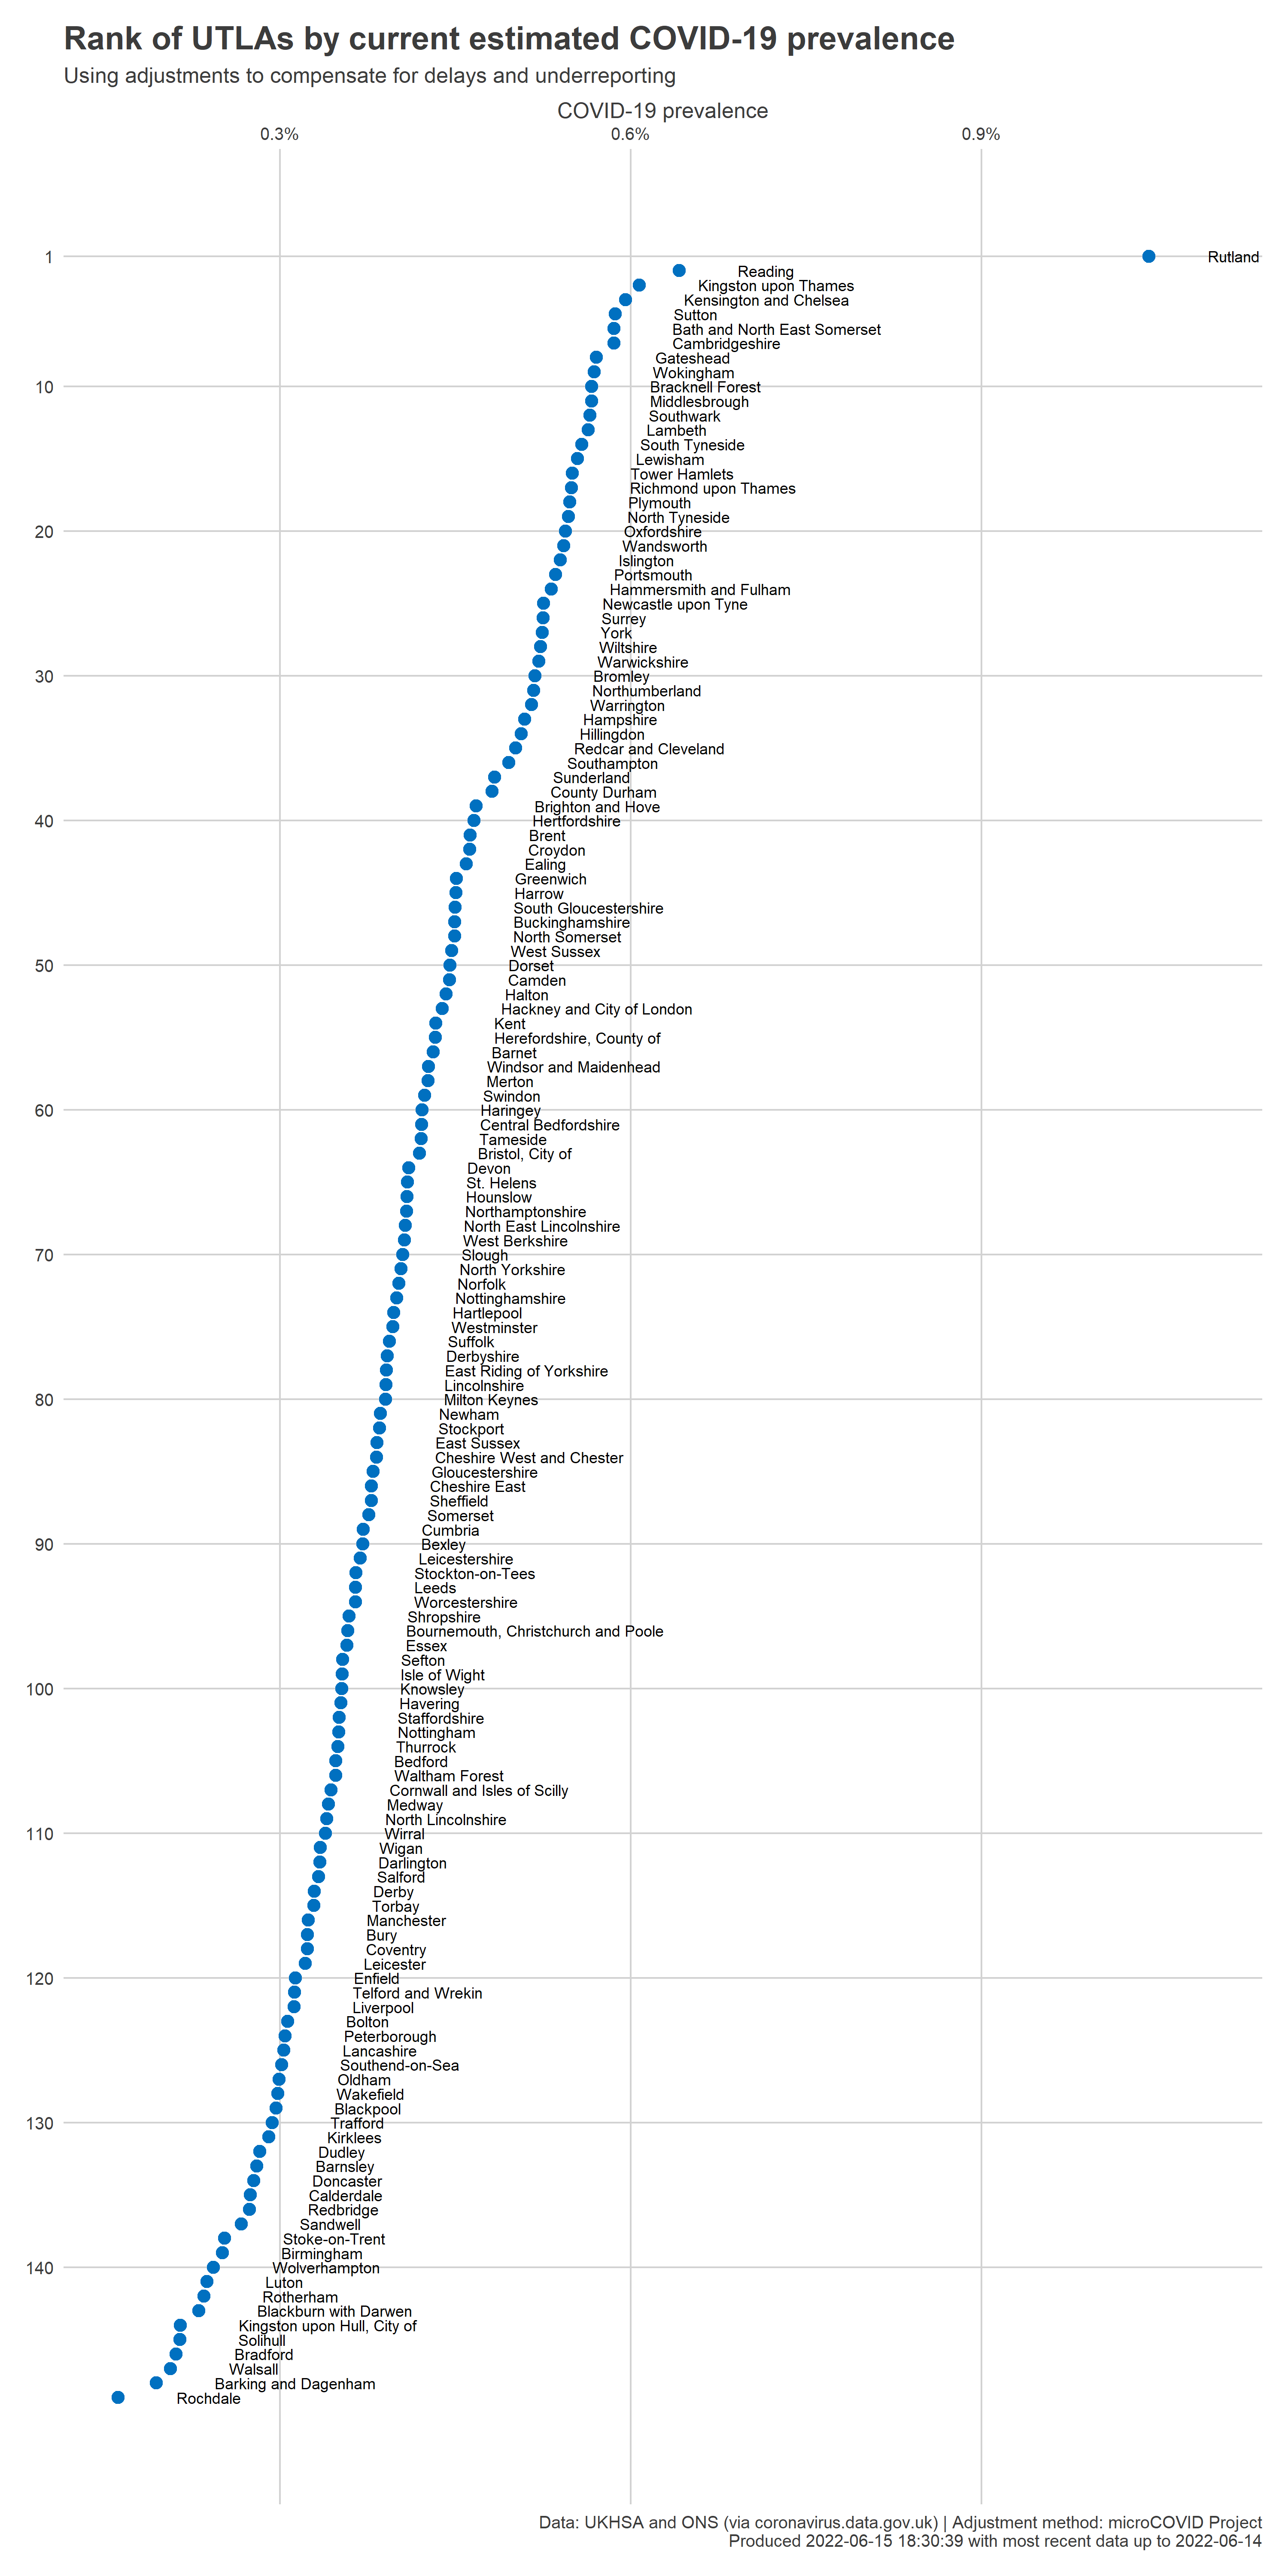 Rank of UTLAs by current estimated COVID-19 prevalence
Using adjustments to compensate for delays and underreporting
COVID-19 prevalence
0.3% 0.6% 0.9%
1 Rutland
Reading
Kingston upon Thames
Kensington and Chelsea
Sutton
Bath and North East Somerset
Cambridgeshire
Gateshead
Wokingham
10 Bracknell Forest
Middlesbrough
Southwark
Lambeth
South Tyneside
Lewisham
Tower Hamlets
Richmond upon Thames
Plymouth
North Tyneside
20 Oxfordshire
Wandsworth
Islington
Portsmouth
Hammersmith and Fulham
Newcastle upon Tyne
Surrey
York
Wiltshire
Warwickshire
30 Bromley
Northumberland
Warrington
Hampshire
Hillingdon
Redcar and Cleveland
Southampton
Sunderland
County Durham
Brighton and Hove
40 Hertfordshire
Brent
Croydon
Ealing
Greenwich
Harrow
South Gloucestershire
Buckinghamshire
North Somerset
West Sussex
50 Dorset
Camden
Halton
Hackney and City of London
Kent
Herefordshire, County of
Barnet
Windsor and Maidenhead
Merton
Swindon
60 Haringey
Central Bedfordshire
Tameside
Bristol, City of
Devon
St. Helens
Hounslow
Northamptonshire
North East Lincolnshire
West Berkshire
70 Slough
North Yorkshire
Norfolk
Nottinghamshire
Hartlepool
Westminster
Suffolk
Derbyshire
East Riding of Yorkshire
Lincolnshire
80 Milton Keynes
Newham
Stockport
East Sussex
Cheshire West and Chester
Gloucestershire
Cheshire East
Sheffield
Somerset
Cumbria
90 Bexley
Leicestershire
Stockton-on-Tees
Leeds
Worcestershire
Shropshire
Bournemouth, Christchurch and Poole
Essex
Sefton
Isle of Wight
100 Knowsley
Havering
Staffordshire
Nottingham
Thurrock
Bedford
Waltham Forest
Cornwall and Isles of Scilly
Medway
North Lincolnshire
110 Wirral
Wigan
Darlington
Salford
Derby
Torbay
Manchester
Bury
Coventry
Leicester
120 Enfield
Telford and Wrekin
Liverpool
Bolton
Peterborough
Lancashire
Southend-on-Sea
Oldham
Wakefield
Blackpool
130 Trafford
Kirklees
Dudley
Barnsley
Doncaster
Calderdale
Redbridge
Sandwell
Stoke-on-Trent
Birmingham
140 Wolverhampton
Luton
Rotherham
Blackburn with Darwen
Kingston upon Hull, City of
Solihull
Bradford
Walsall
Barking and Dagenham
Rochdale
Data: UKHSA and ONS (via coronavirus.data.gov.uk) | Adjustment method: microCOVID Project
Produced 2022-06-15 18:30:39 with most recent data up to 2022-06-14